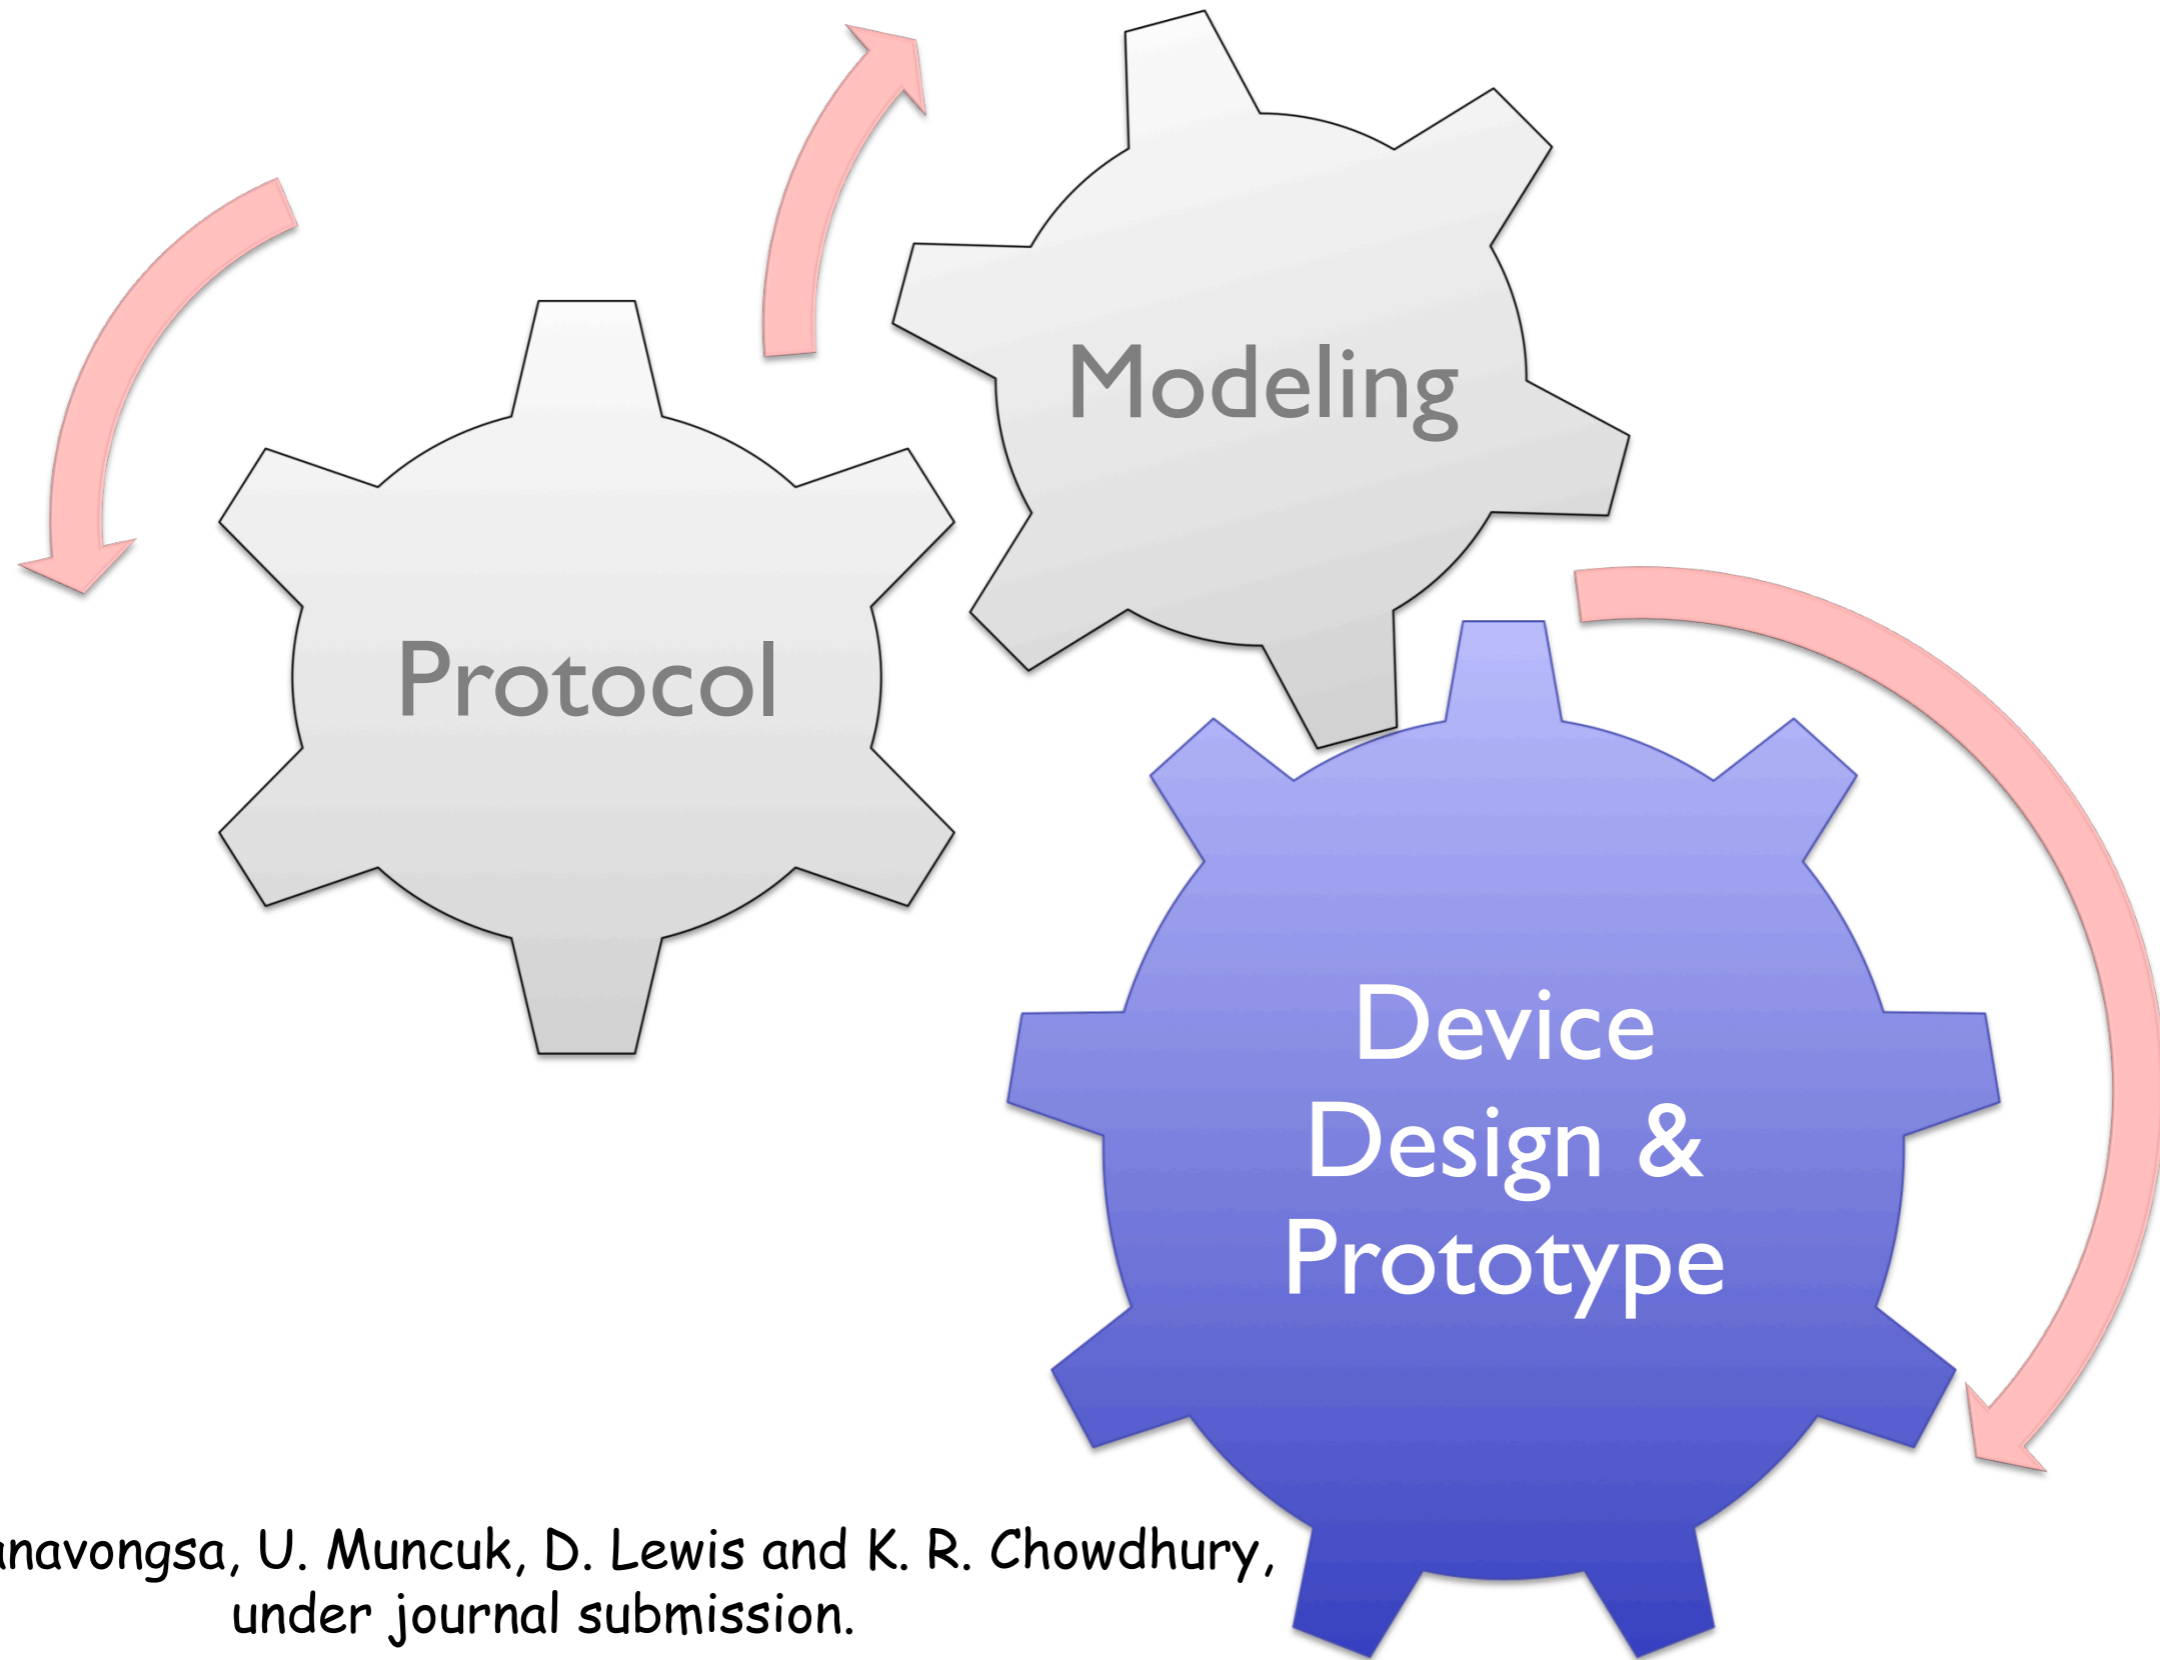 Modeling
Protocol
Device
Design &
Prototype
U. Muncuk, D. Lewis and K. R. Chowdhury,
under journal submission.